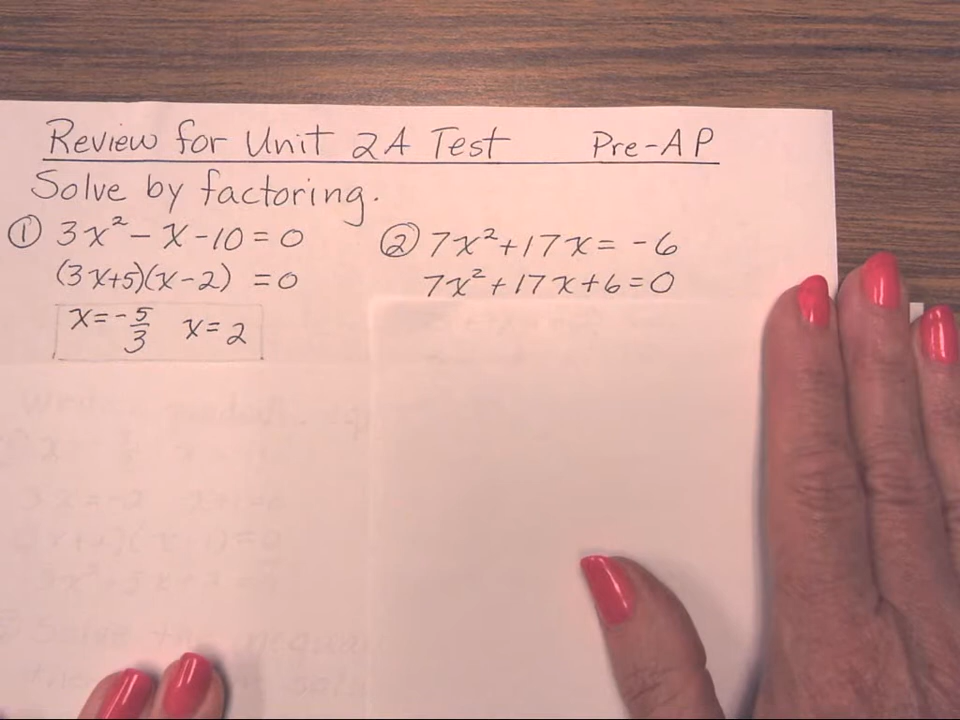 Review for Unit 2A Test Pre-AP
Solve by factoring.
① 3x² - x - 10 = 0
(3x+5)(x-2) = 0
x = -5/3 x = 2
② 7x² + 17x = -6
7x² + 17x + 6 = 0